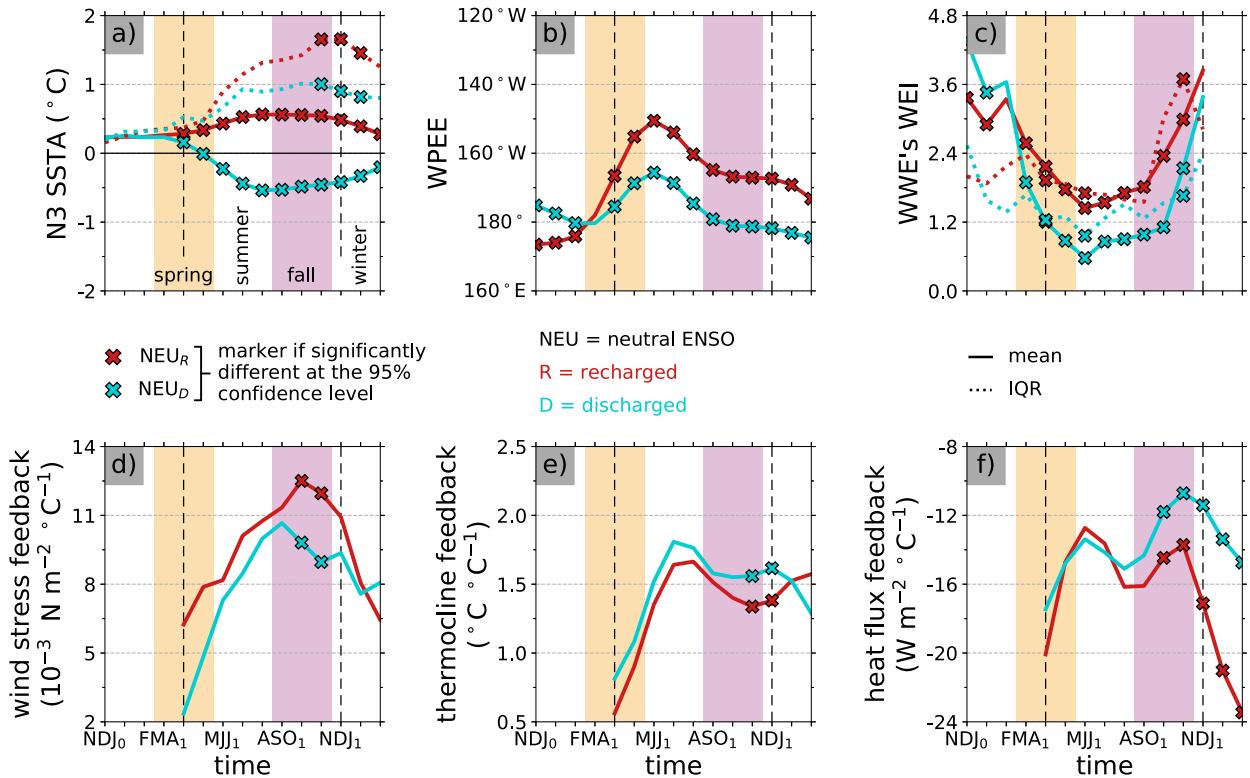 a)
N3 SSTA (°C)
2
1
0
-1
-2
spring
summer
fall
winter
b)
WPEE
120°W
140°W
160°W
180°
160°E
c)
WWE's WEI
4.8
3.6
2.4
1.2
0.0
NEU_R
NEU_D
marker if significantly
different at the 95%
confidence level
NEU = neutral ENSO
R = recharged
D = discharged
mean
IQR
d)
wind stress feedback
(10⁻³ N m⁻² °C⁻¹)
14
11
8
5
2
NDJ₀ FMA₁ MJJ₁ ASO₁ NDJ₁
time
e)
thermocline feedback
(°C °C⁻¹)
2.5
2.0
1.5
1.0
0.5
NDJ₀ FMA₁ MJJ₁ ASO₁ NDJ₁
time
f)
heat flux feedback
(W m⁻² °C⁻¹)
-8
-12
-16
-20
-24
NDJ₀ FMA₁ MJJ₁ ASO₁ NDJ₁
time